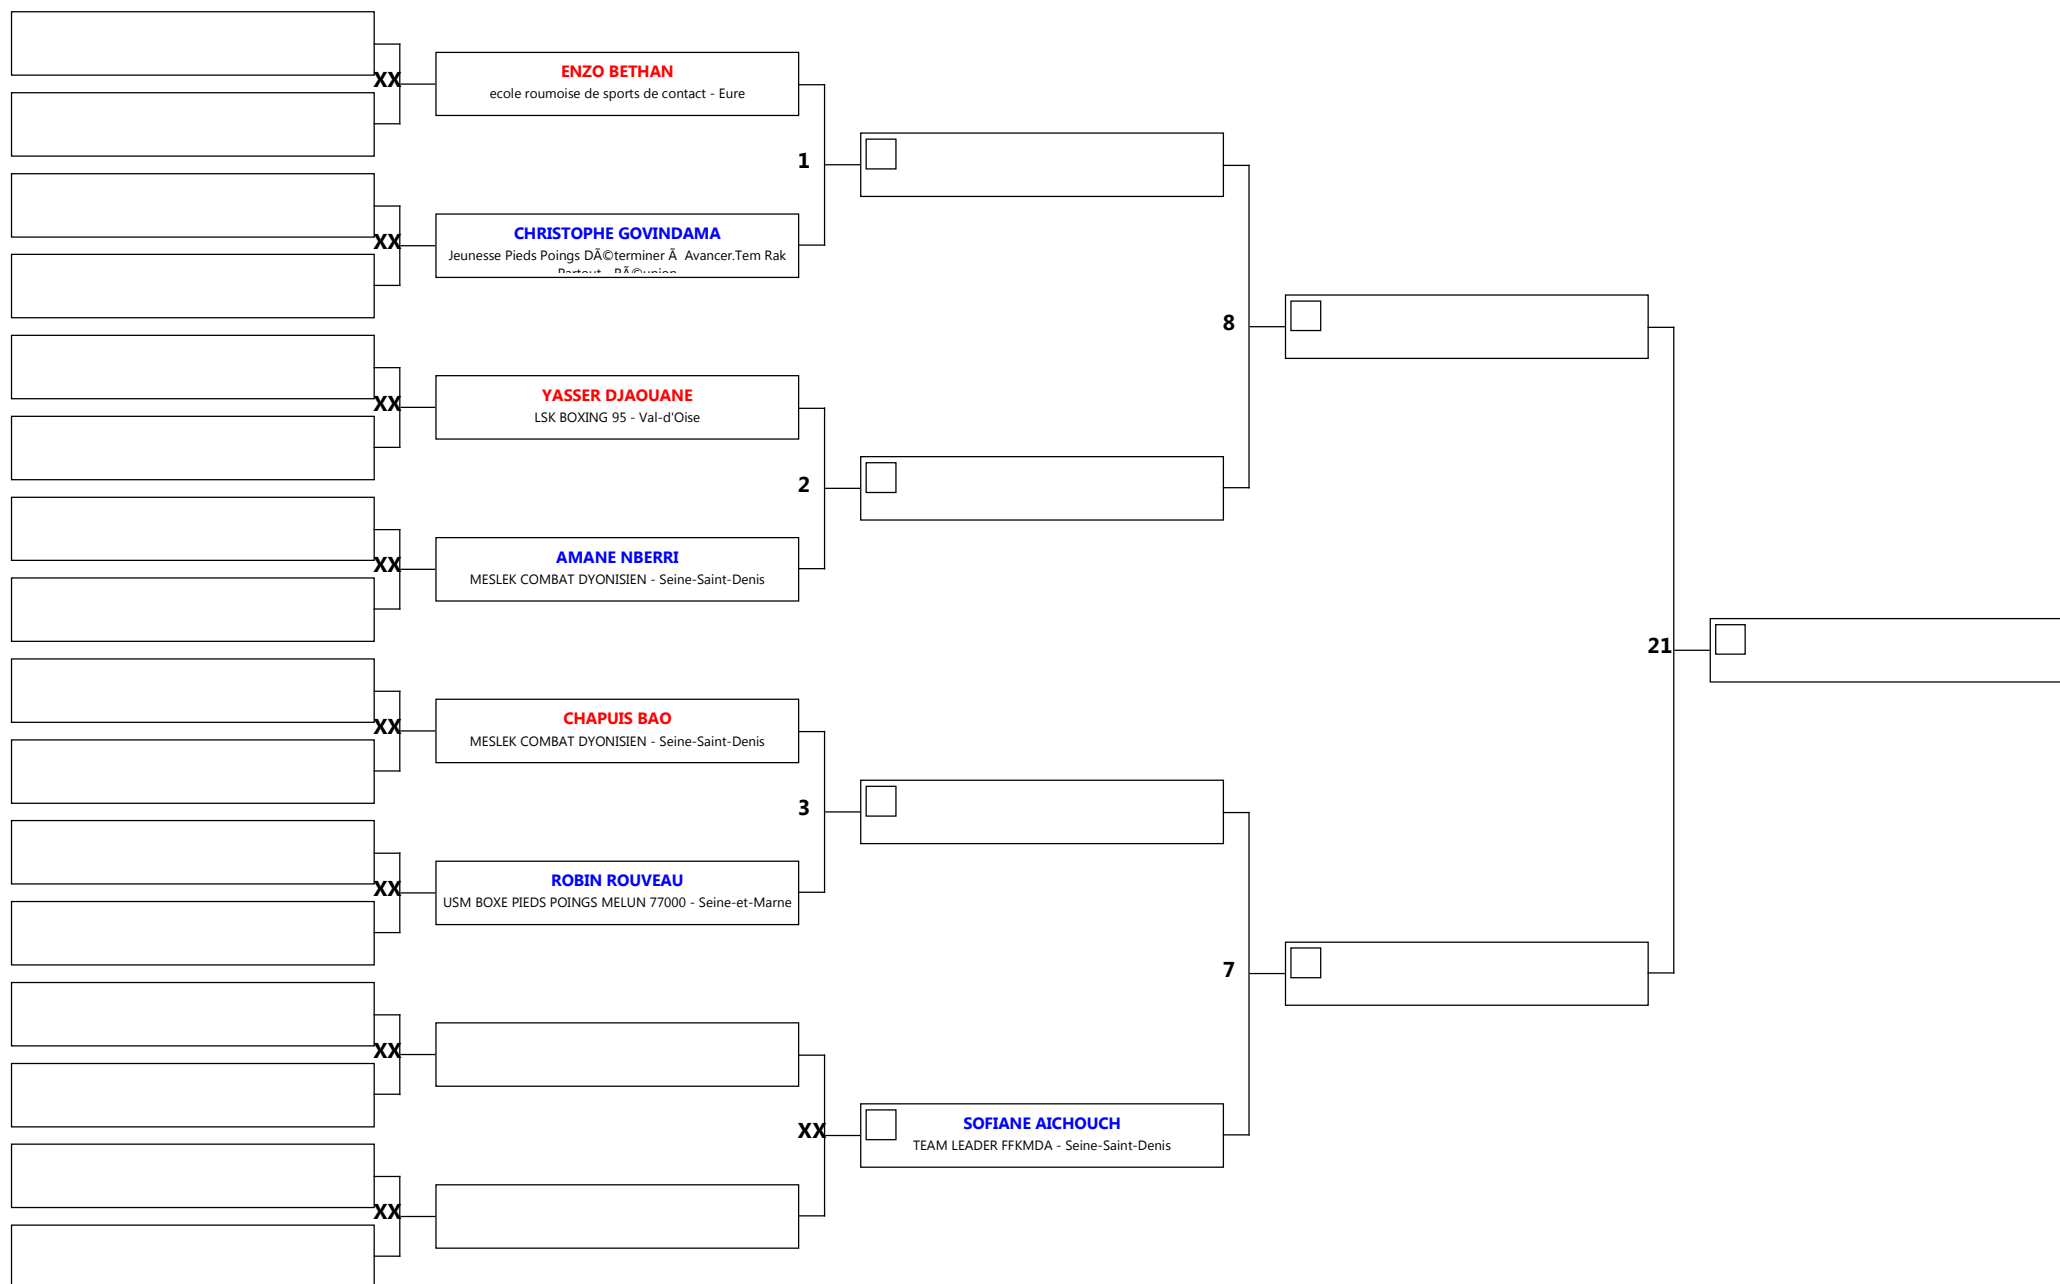 XX
ENZO BETHAN
ecole roumoise de sports de contact - Eure
1
XX
CHRISTOPHE GOVINDAMA
Jeunesse Pieds Poings DÃ©terminer Ã  Avancer.Tem Rak
Partout - RÃ©union
8
XX
YASSER DJAOUANE
LSK BOXING 95 - Val-d'Oise
2
XX
AMANE NBERRI
MESLEK COMBAT DYONISIEN - Seine-Saint-Denis
21
XX
CHAPUIS BAO
MESLEK COMBAT DYONISIEN - Seine-Saint-Denis
3
XX
ROBIN ROUVEAU
USM BOXE PIEDS POINGS MELUN 77000 - Seine-et-Marne
7
XX
XX
SOFIANE AICHOUCH
TEAM LEADER FFKMDA - Seine-Saint-Denis
XX